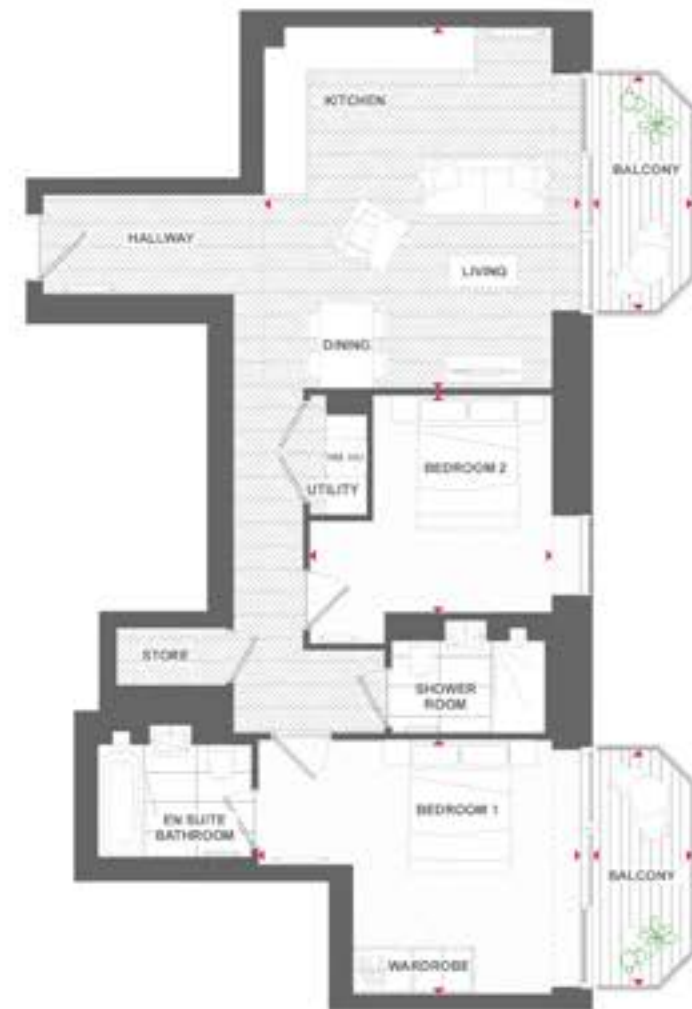 KITCHEN
BALCONY
HALLWAY
LIVING
DINING
BEDROOM 2
UTILITY
STORE
SHOWER
ROOM
BEDROOM 1
EN SUITE
BATHROOM
BALCONY
WARDROBE